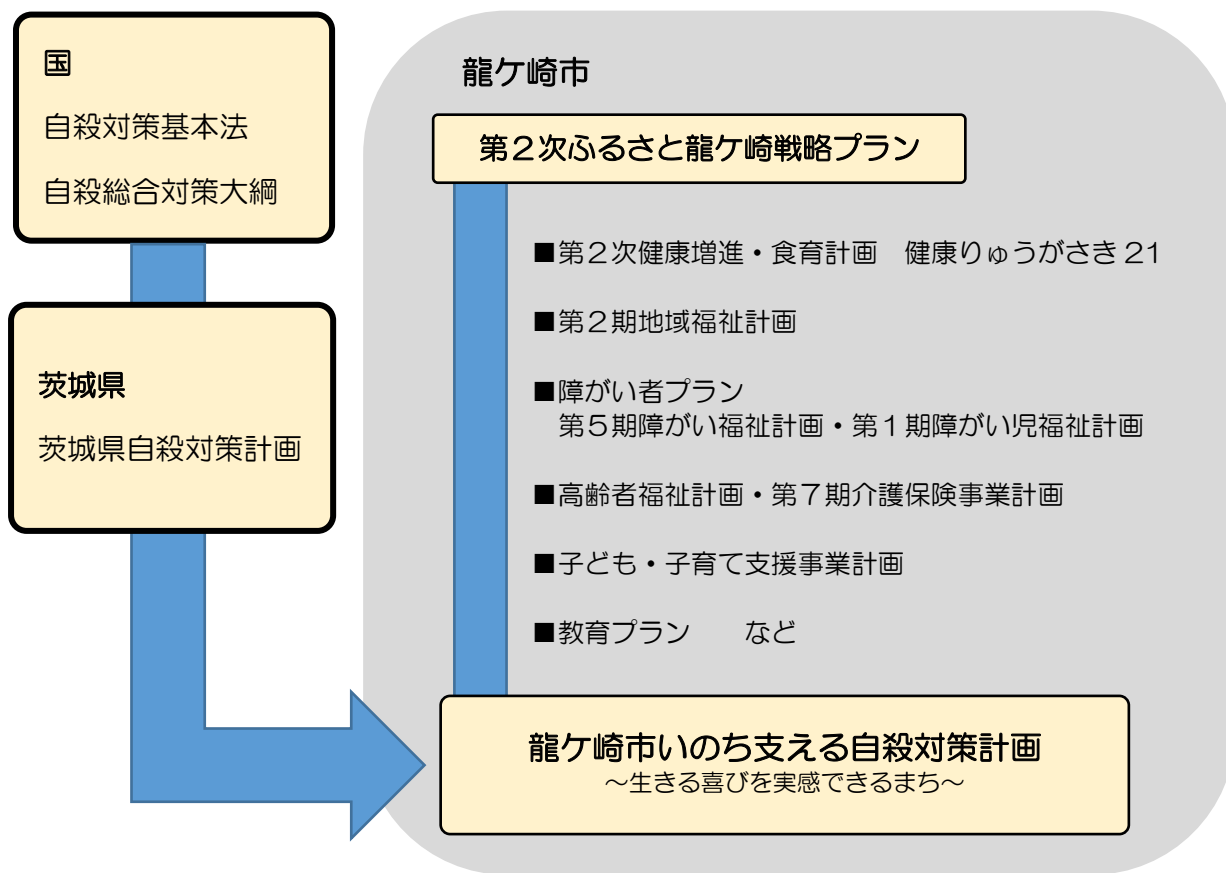 国
自殺対策基本法
自殺総合対策大綱
茨城県
茨城県自殺対策計画
龍ケ崎市
第２次ふるさと龍ケ崎戦略プラン
■第２次健康増進・食育計画　健康りゅうがさき 21
■第２期地域福祉計画
■障がい者プラン
第５期障がい福祉計画・第１期障がい児福祉計画
■高齢者福祉計画・第７期介護保険事業計画
■子ども・子育て支援事業計画
■教育プラン　　など
龍ケ崎市いのち支える自殺対策計画
～生きる喜びを実感できるまち～